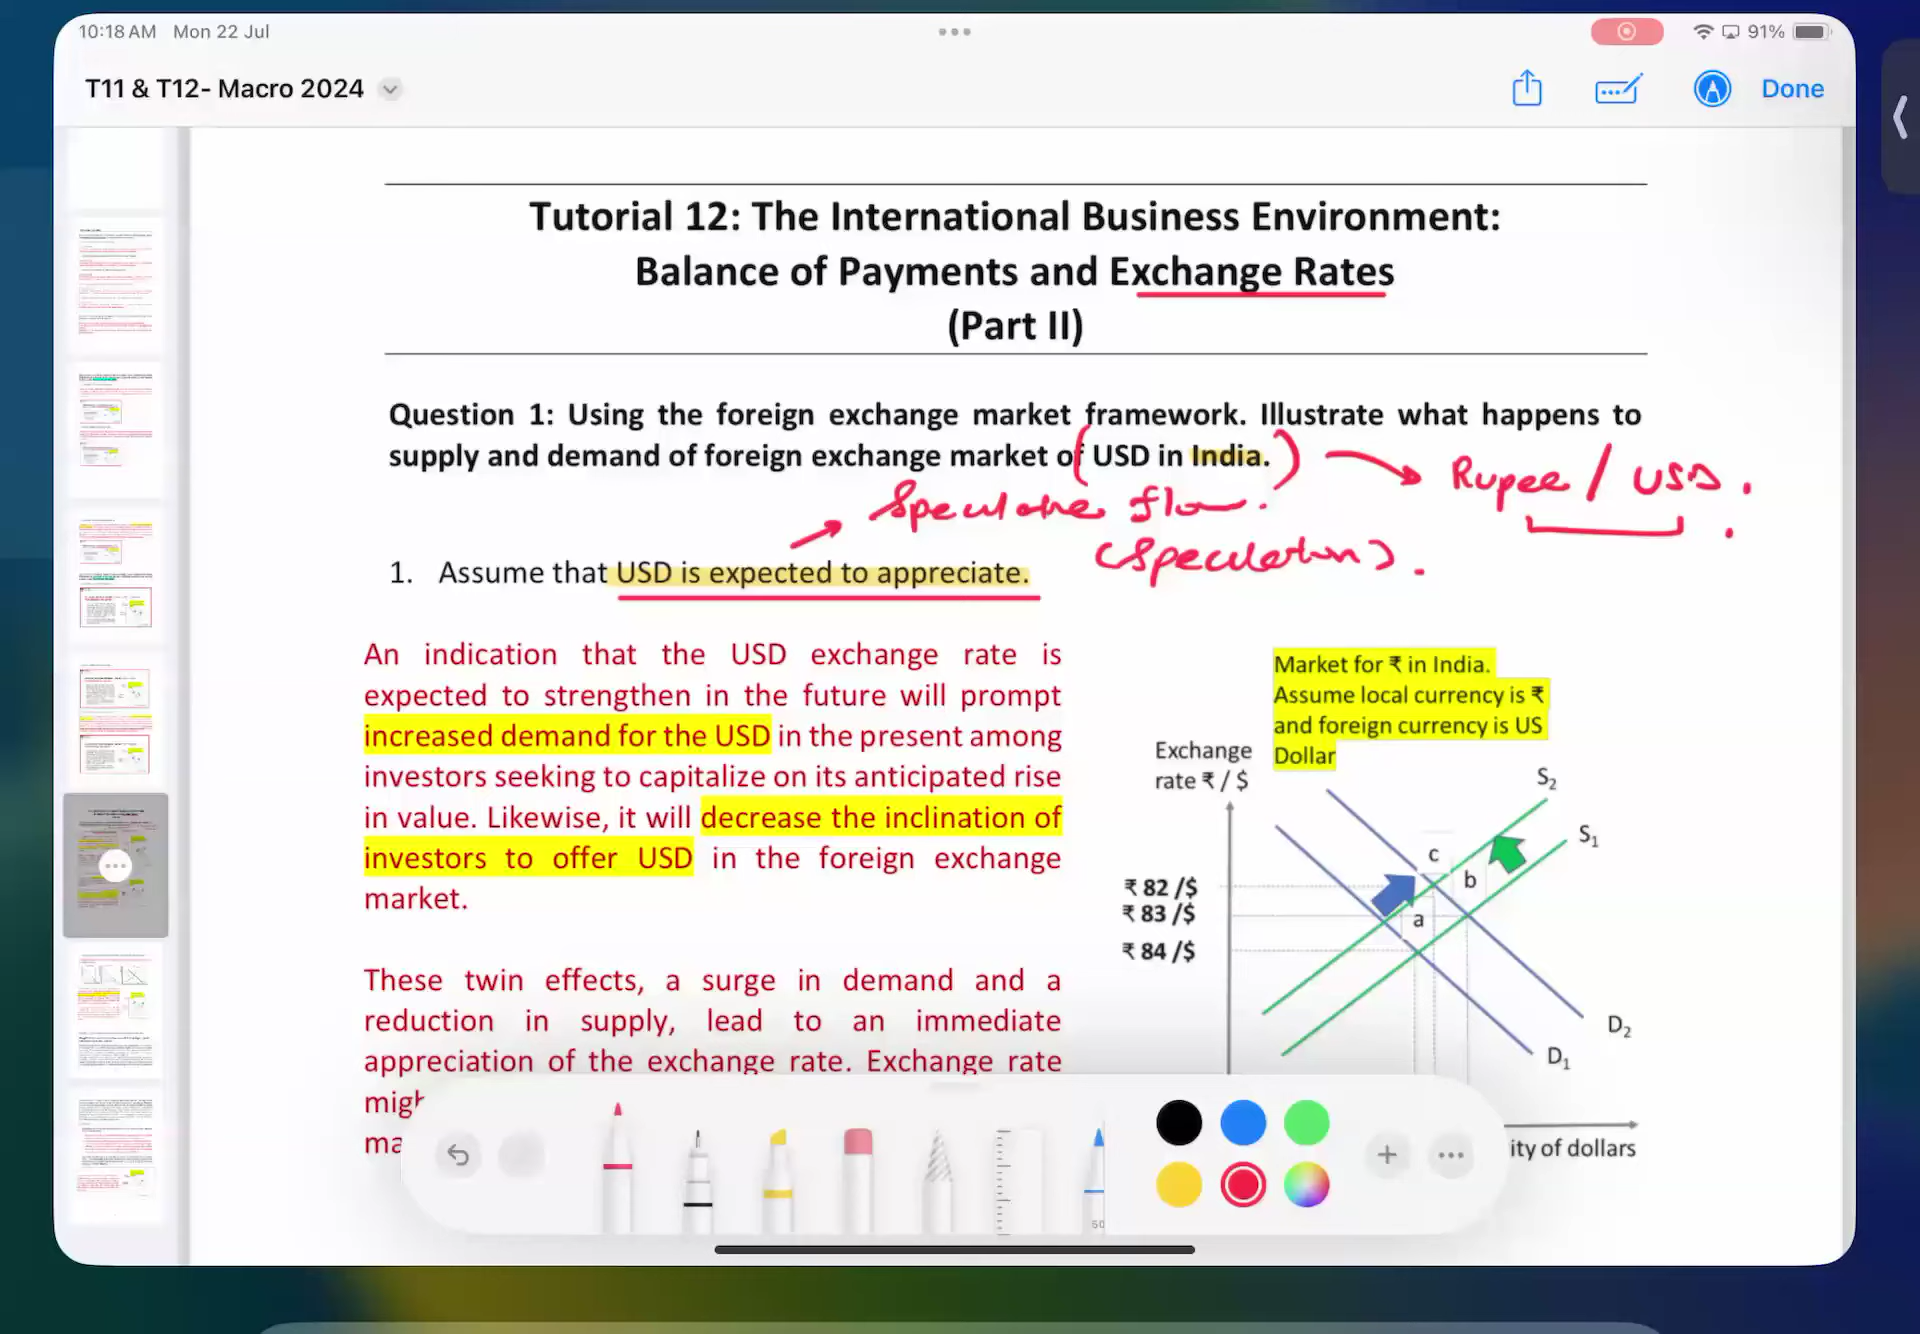 10:18 AM Mon 22 Jul
91%
T11 & T12- Macro 2024
Done
Tutorial 12: The International Business Environment:
Balance of Payments and Exchange Rates
(Part II)
Question 1: Using the foreign exchange market framework. Illustrate what happens to
supply and demand of foreign exchange market of (USD in India.)
Rupee / USD.
Speculative flow.
(Speculation).
1. Assume that USD is expected to appreciate.
An indication that the USD exchange rate is
expected to strengthen in the future will prompt
increased demand for the USD in the present among
investors seeking to capitalize on its anticipated rise
in value. Likewise, it will decrease the inclination of
investors to offer USD in the foreign exchange
market.
These twin effects, a surge in demand and a
reduction in supply, lead to an immediate
appreciation of the exchange rate. Exchange rate
Market for ₹ in India.
Assume local currency is ₹
and foreign currency is US
Dollar
Exchange
rate ₹ / $
S2
S1
c
b
a
₹ 82 /$
₹ 83 /$
₹ 84 /$
D2
D1
ity of dollars
50